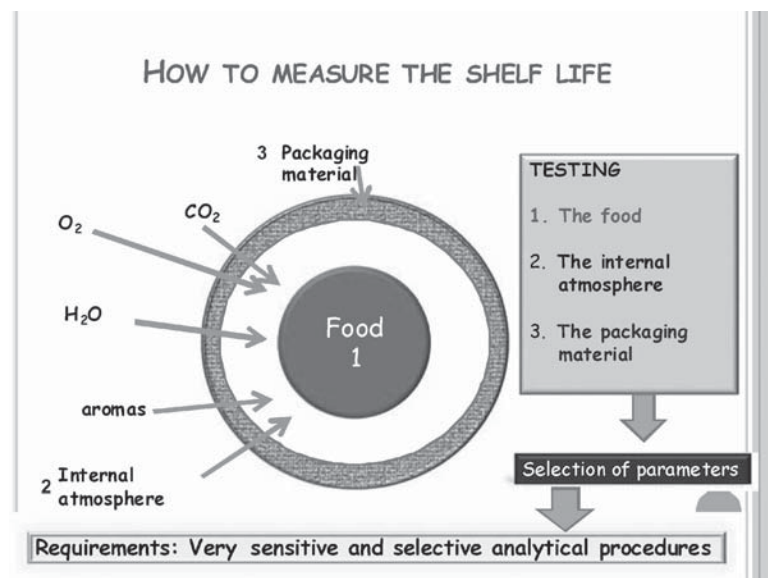 HOW TO MEASURE THE SHELF LIFE
3 Packaging
material
O₂
CO₂
H₂O
aromas
2 Internal
atmosphere
Food
1
TESTING
1. The food
2. The internal
atmosphere
3. The packaging
material
Selection of parameters
Requirements: Very sensitive and selective analytical procedures